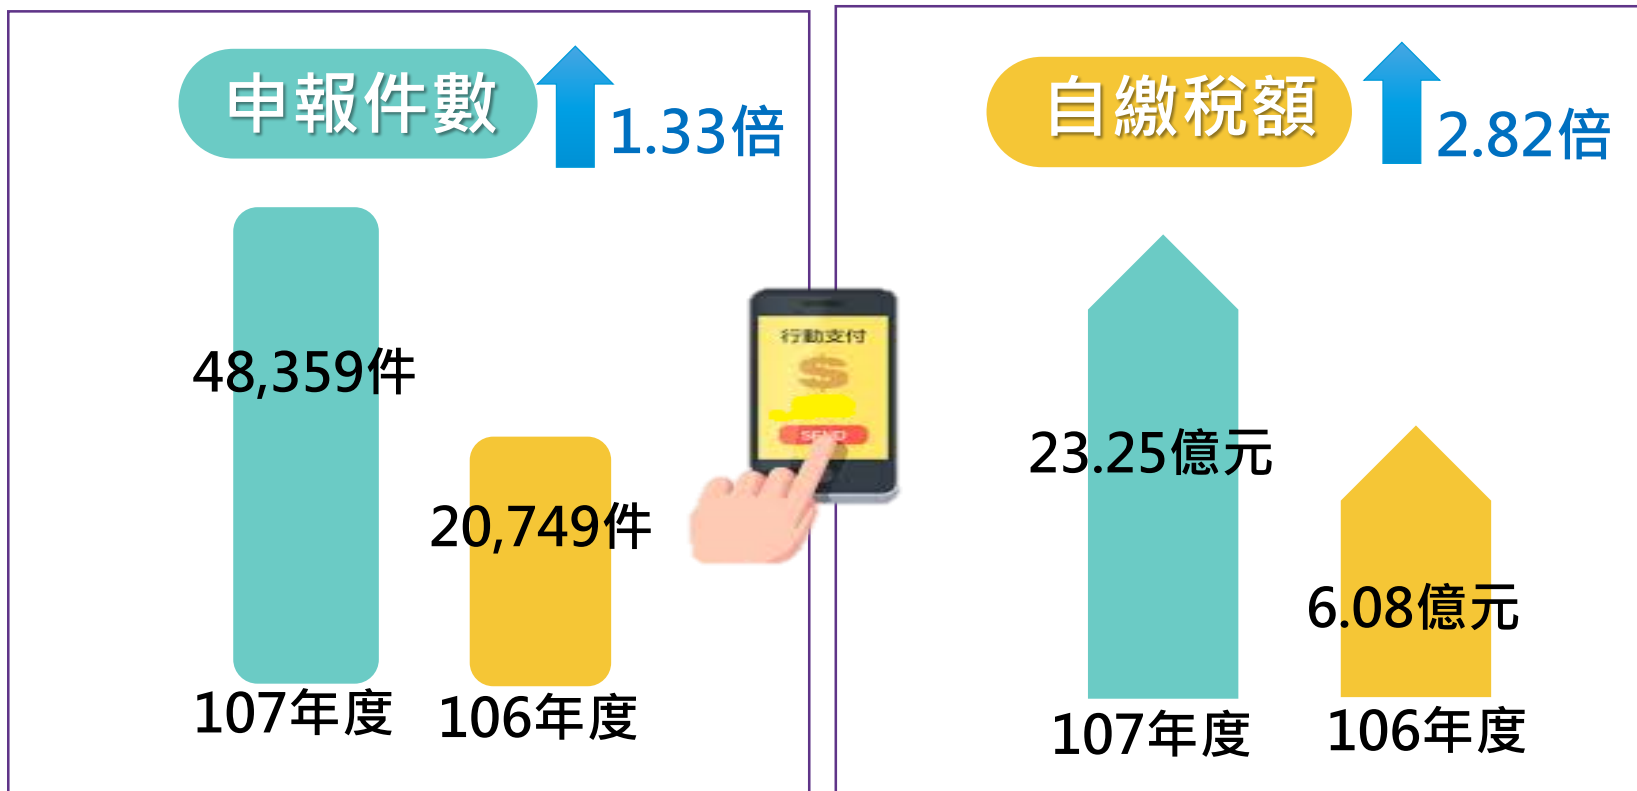 申報件數
1.33倍
48,359件
20,749件
107年度
106年度
行動支付
$
SEND
自繳稅額
2.82倍
23.25億元
6.08億元
107年度
106年度